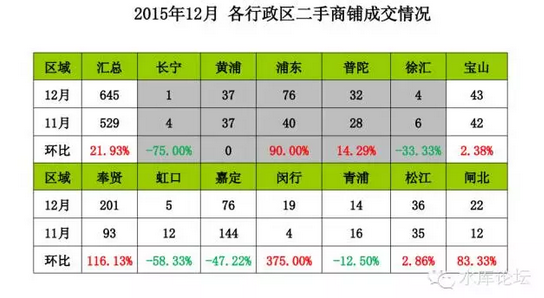 2015年12月 各行政区二手商铺成交情况
区域 汇总 长宁 黄浦 浦东 普陀 徐汇 宝山
12月 645 1 37 76 32 4 43
11月 529 4 37 40 28 6 42
环比 21.93% -75.00% 0 90.00% 14.29% -33.33% 2.38%
区域 奉贤 虹口 嘉定 闵行 青浦 松江 闸北
12月 201 5 76 19 14 36 22
11月 93 12 144 4 16 35 12
环比 116.13% -58.33% -47.22% 375.00% -12.50% 2.86% 83.33%
水库论坛